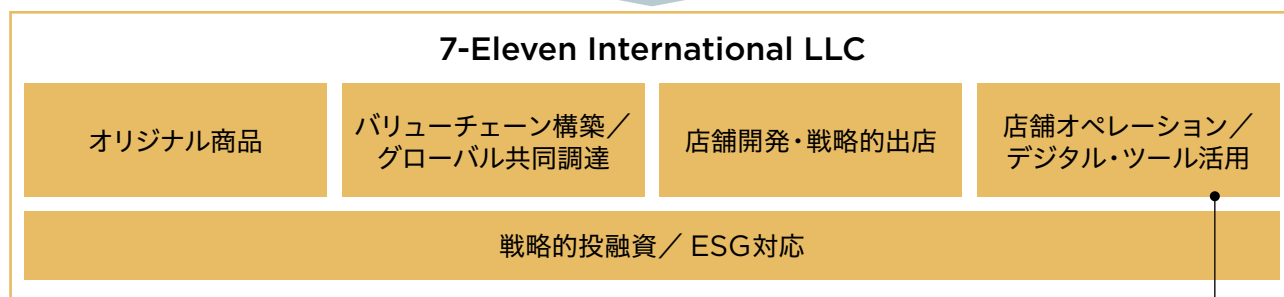 7-Eleven International LLC
オリジナル商品
バリューチェーン構築／
グローバル共同調達
店舗開発・戦略的出店
店舗オペレーション／
デジタル・ツール活用
戦略的投融資／ESG対応